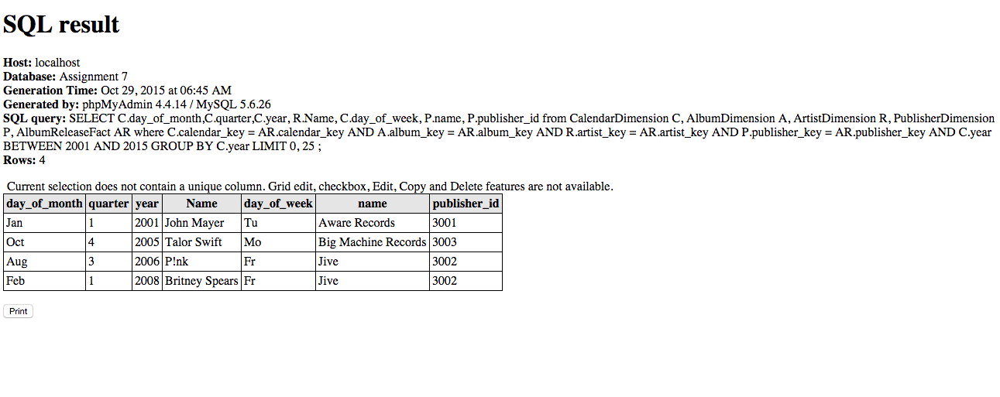 SQL result
Host: localhost
Database: Assignment 7
Generation Time: Oct 29, 2015 at 06:45 AM
Generated by: phpMyAdmin 4.4.14 / MySQL 5.6.26
SQL query: SELECT C.day_of_month,C.quarter,C.year, R.Name, C.day_of_week, P.name, P.publisher_id from CalendarDimension C, AlbumDimension A, ArtistDimension R, PublisherDimension
P, AlbumReleaseFact AR where C.calendar_key = AR.calendar_key AND A.album_key = AR.album_key AND R.artist_key = AR.artist_key AND P.publisher_key = AR.publisher_key AND C.year
BETWEEN 2001 AND 2015 GROUP BY C.year LIMIT 0, 25 ;
Rows: 4
Current selection does not contain a unique column. Grid edit, checkbox, Edit, Copy and Delete features are not available.
day_of_month quarter year Name day_of_week name publisher_id
Jan 1 2001 John Mayer Tu Aware Records 3001
Oct 4 2005 Talor Swift Mo Big Machine Records 3003
Aug 3 2006 P!nk Fr Jive 3002
Feb 1 2008 Britney Spears Fr Jive 3002
Print